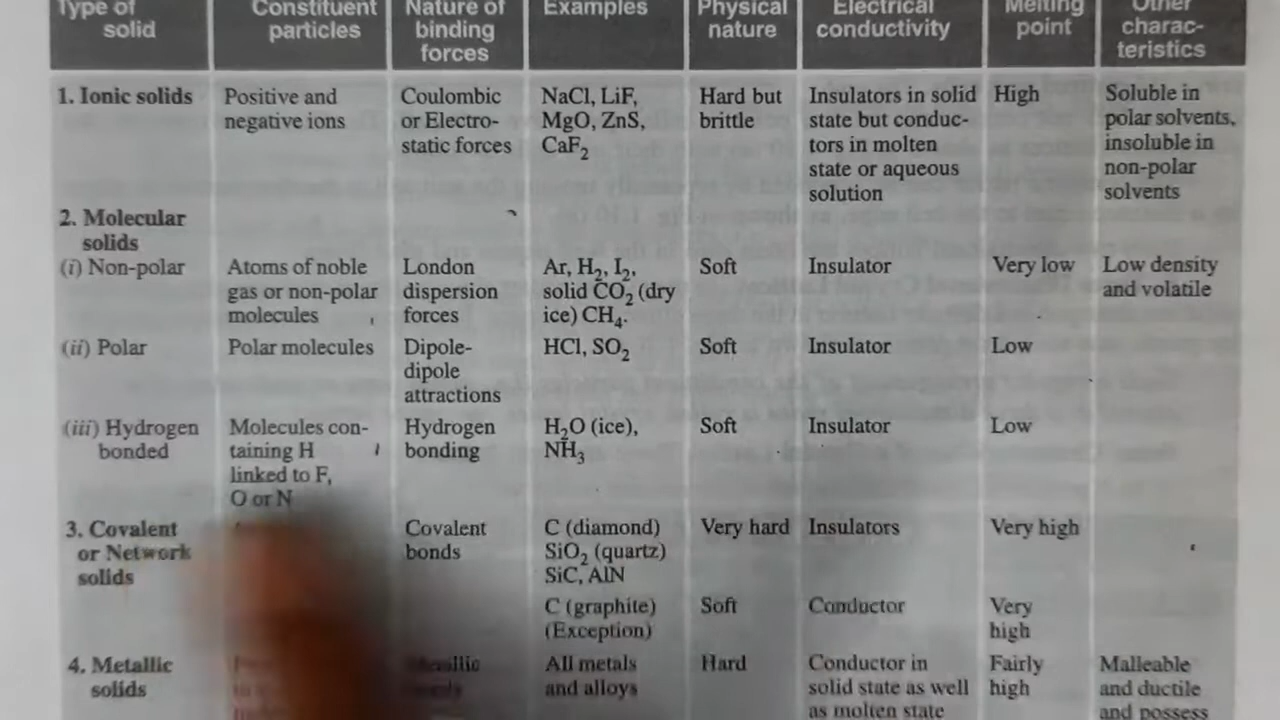 Type of solid | Constituent particles | Nature of binding forces | Examples | Physical nature | Electrical conductivity | Melting point | Other charac-teristics
1. Ionic solids | Positive and negative ions | Coulombic or Electro-static forces | NaCl, LiF, MgO, ZnS, CaF₂ | Hard but brittle | Insulators in solid state but conduc-tors in molten state or aqueous solution | High | Soluble in polar solvents, insoluble in non-polar solvents
2. Molecular solids
(i) Non-polar | Atoms of noble gas or non-polar molecules | London dispersion forces | Ar, H₂, I₂, solid CO₂ (dry ice) CH₄. | Soft | Insulator | Very low | Low density and volatile
(ii) Polar | Polar molecules | Dipole-dipole attractions | HCl, SO₂ | Soft | Insulator | Low
(iii) Hydrogen bonded | Molecules con-taining H linked to F, O or N | Hydrogen bonding | H₂O (ice), NH₃ | Soft | Insulator | Low
3. Covalent or Network solids | Covalent bonds | C (diamond) SiO₂ (quartz) SiC, AlN | Very hard | Insulators | Very high
C (graphite) (Exception) | Soft | Conductor | Very high
4. Metallic solids | All metals and alloys | Hard | Conductor in solid state as well as molten state | Fairly high | Malleable and ductile and possess